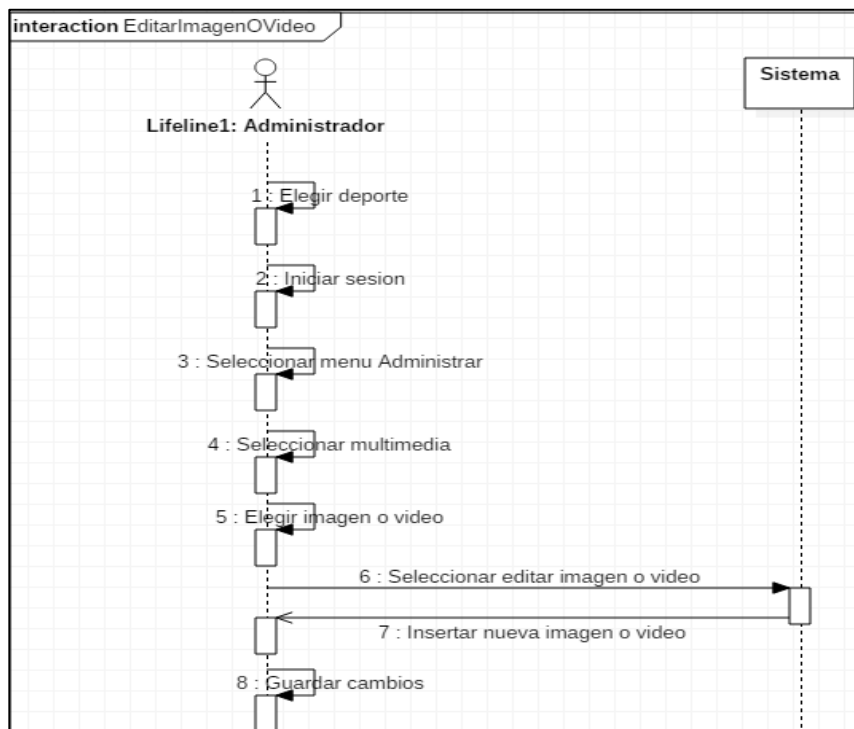 interaction EditarImagenOVideo
Sistema
Lifeline1: Administrador
1 : Elegir deporte
2 : Iniciar sesion
3 : Seleccionar menu Administrar
4 : Seleccionar multimedia
5 : Elegir imagen o video
6 : Seleccionar editar imagen o video
7 : Insertar nueva imagen o video
8 : Guardar cambios